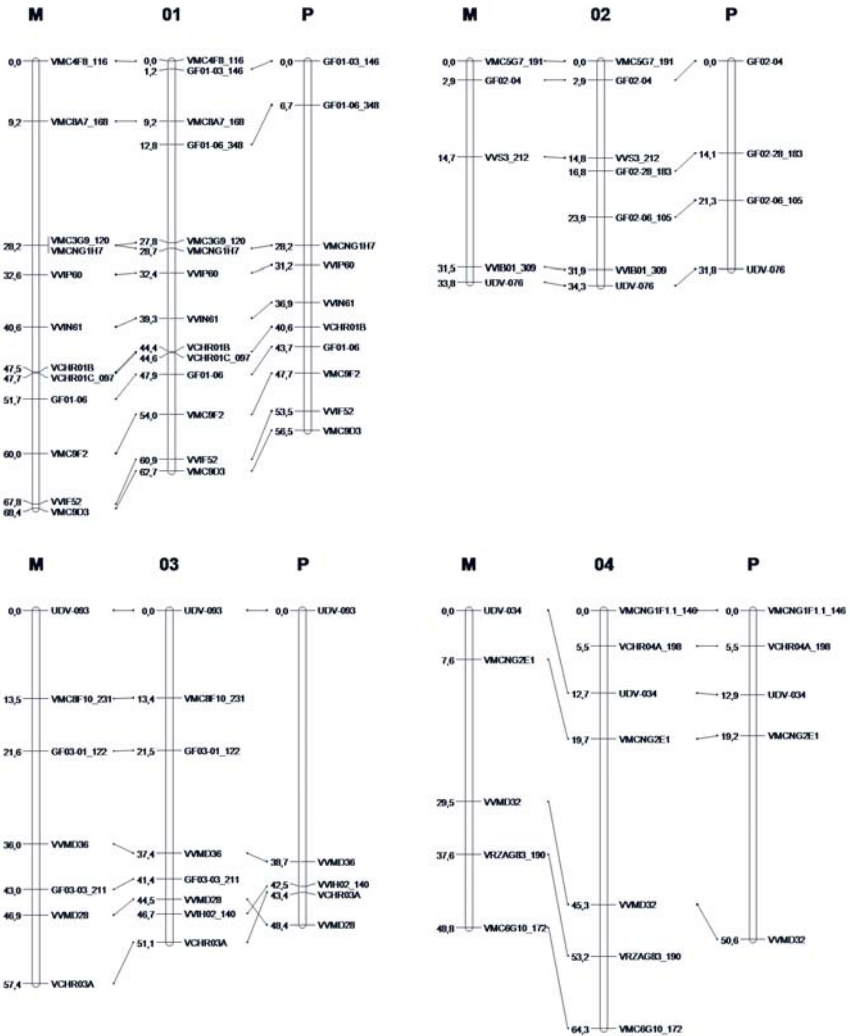 M 01 P
0,0 VMC4F8_116 0,0 VMC4F8_116 0,0 GF01-03_146
1,2 GF01-03_146
6,7 GF01-06_348
9,2 VMC8A7_168 9,2 VMC8A7_168
12,8 GF01-06_348
28,2 VMC3G9_120 27,8 VMC3G9_120
VMCNG1H7 28,7 VMCNG1H7 28,2 VMCNG1H7
32,6 VVIP60 32,4 VVIP60 31,2 VVIP60
40,6 VVIN61 39,3 VVIN61 36,9 VVIN61
47,5 VCHR01B 44,4 VCHR01B 40,6 VCHR01B
47,7 VCHR01C_097 44,6 VCHR01C_097
51,7 GF01-06 47,9 GF01-06 43,7 GF01-06
60,0 VMC9F2 54,0 VMC9F2 47,7 VMC9F2
67,8 VVIF52 60,9 VVIF52 53,5 VVIF52
68,4 VMC9D3 62,7 VMC9D3 56,5 VMC9D3
M 02 P
0,0 VMC5G7_191 0,0 VMC5G7_191 0,0 GF02-04
2,9 GF02-04 2,9 GF02-04
14,7 VVS3_212 14,8 VVS3_212 14,1 GF02-28_183
16,8 GF02-28_183
23,9 GF02-06_105 21,3 GF02-06_105
31,5 VVIB01_309 31,9 VVIB01_309
33,8 UDV-076 34,3 UDV-076 31,8 UDV-076
M 03 P
0,0 UDV-093 0,0 UDV-093 0,0 UDV-093
13,5 VMC8F10_231 13,4 VMC8F10_231
21,6 GF03-01_122 21,5 GF03-01_122
36,0 VVMD36 37,4 VVMD36 38,7 VVMD36
43,0 GF03-03_211 41,4 GF03-03_211
46,9 VVMD28 44,5 VVMD28 42,5 VVIH02_140
46,7 VVIH02_140 43,4 VCHR03A
57,4 VCHR03A 51,1 VCHR03A 48,4 VVMD28
M 04 P
0,0 UDV-034 0,0 VMCNG1F1.1_146 0,0 VMCNG1F1.1_146
5,5 VCHR04A_198 5,5 VCHR04A_198
7,6 VMCNG2E1 12,7 UDV-034 12,9 UDV-034
19,7 VMCNG2E1 19,2 VMCNG2E1
29,5 VVMD32 45,3 VVMD32 50,6 VVMD32
37,6 VRZAG83_190 53,2 VRZAG83_190
48,8 VMC6G10_172 64,3 VMC6G10_172